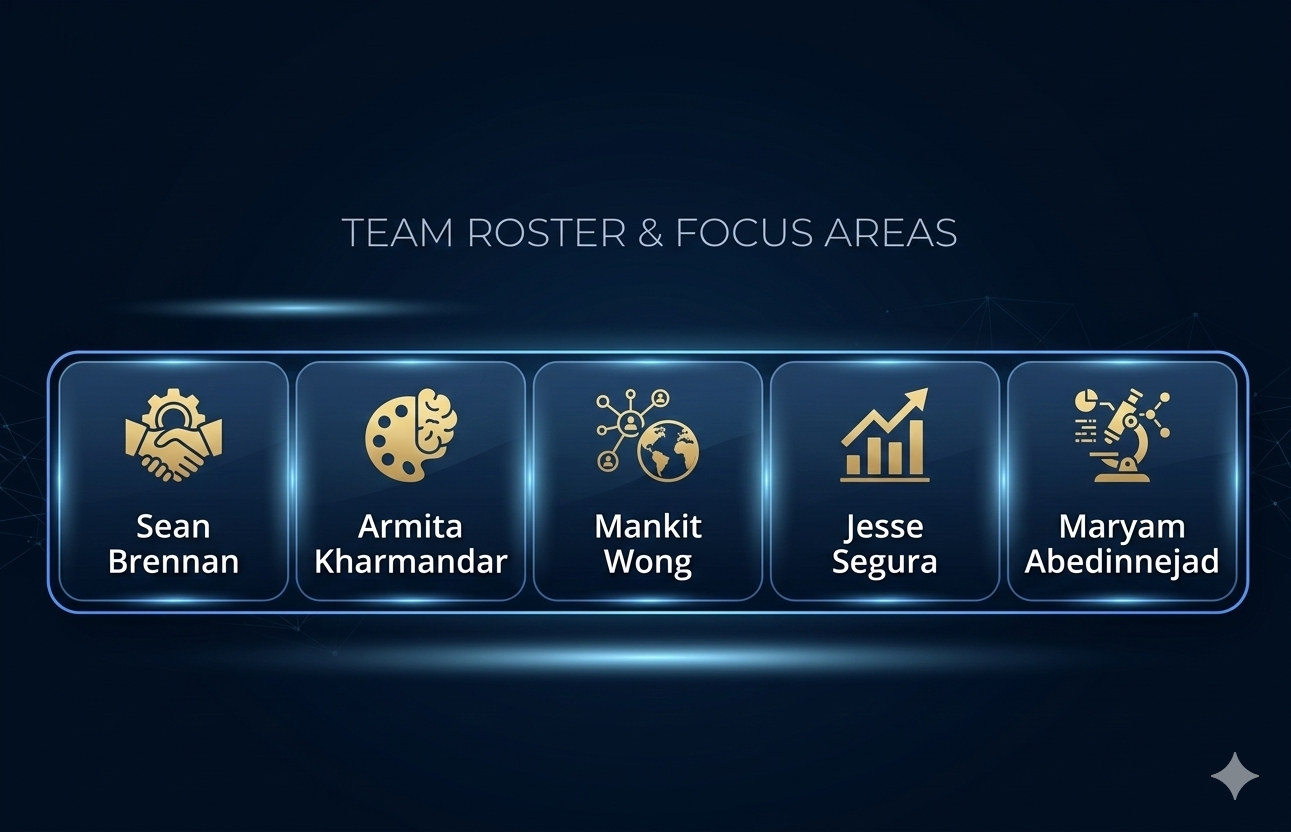 TEAM ROSTER & FOCUS AREAS
Sean
Brennan
Armita
Kharmandar
Mankit
Wong
Jesse
Segura
Maryam
Abedinnejad